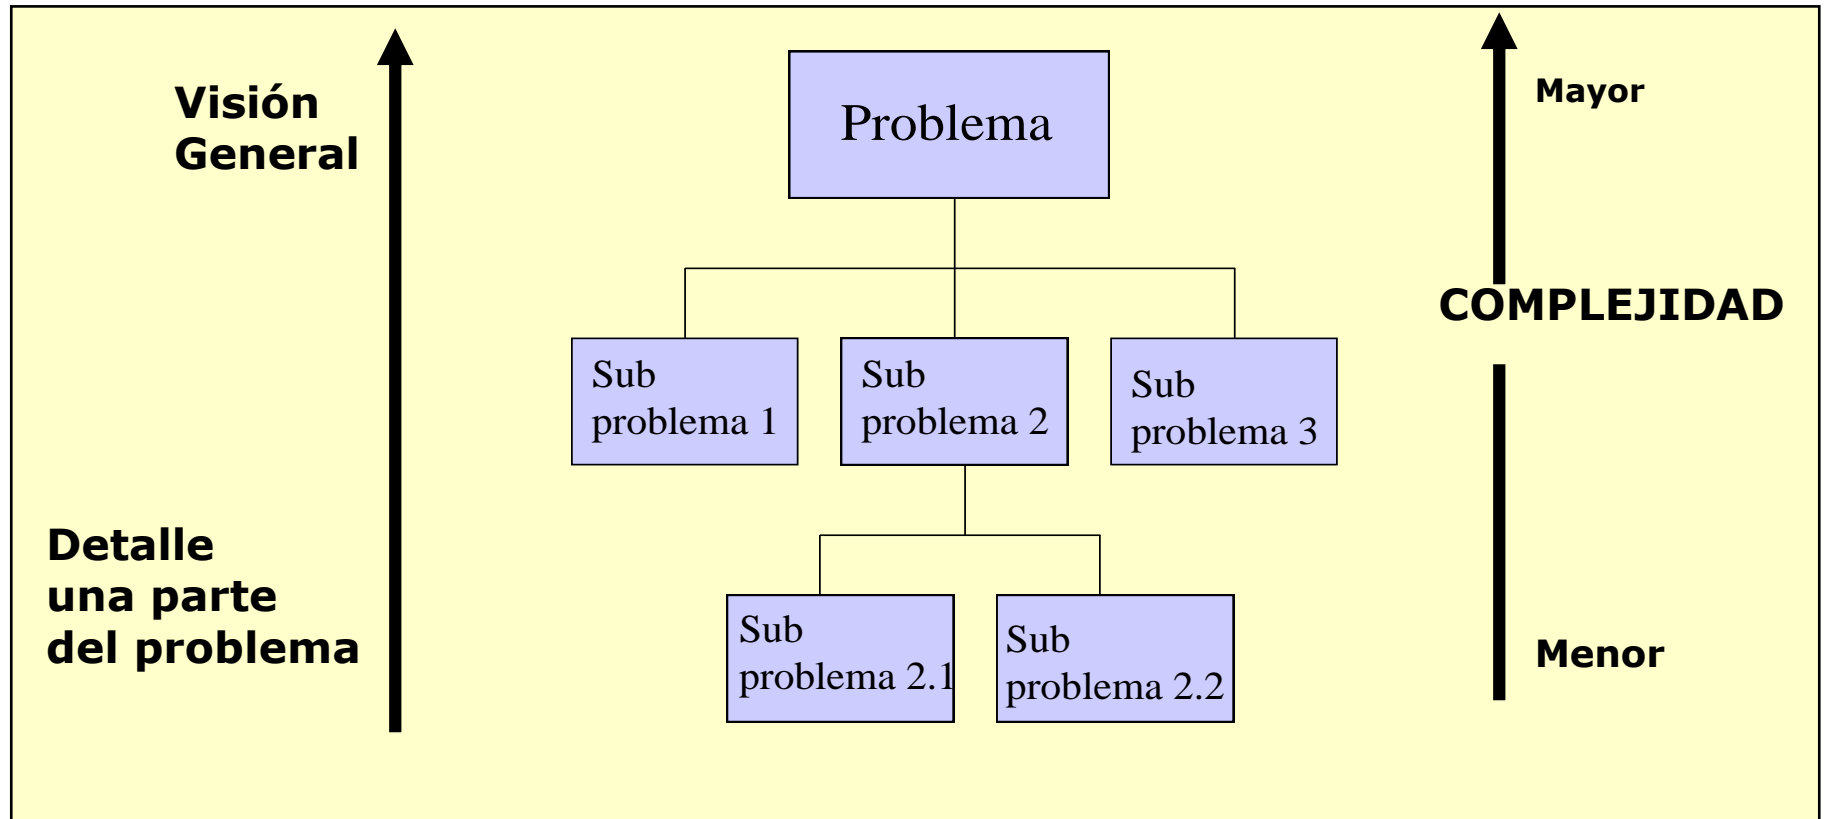 Visión
General
Problema
Mayor
COMPLEJIDAD
Sub
problema 1
Sub
problema 2
Sub
problema 3
Detalle
una parte
del problema
Sub
problema 2.1
Sub
problema 2.2
Menor